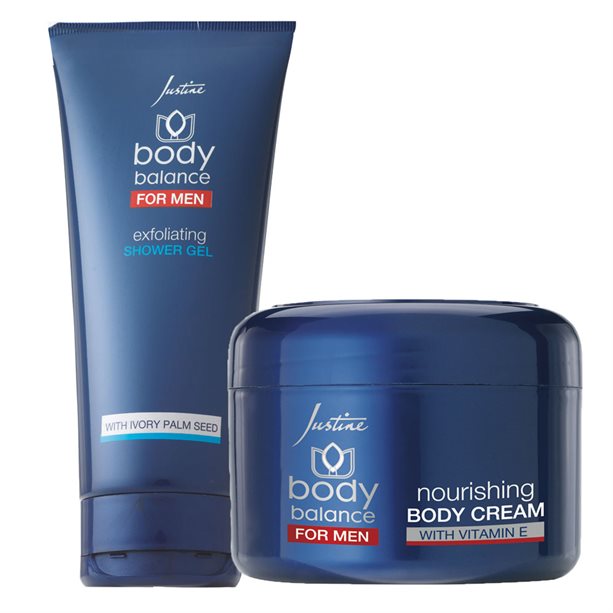 Justine
body
balance
FOR MEN
exfoliating
SHOWER GEL
WITH IVORY PALM SEED
Justine
body
balance
FOR MEN
nourishing
BODY CREAM
WITH VITAMIN E